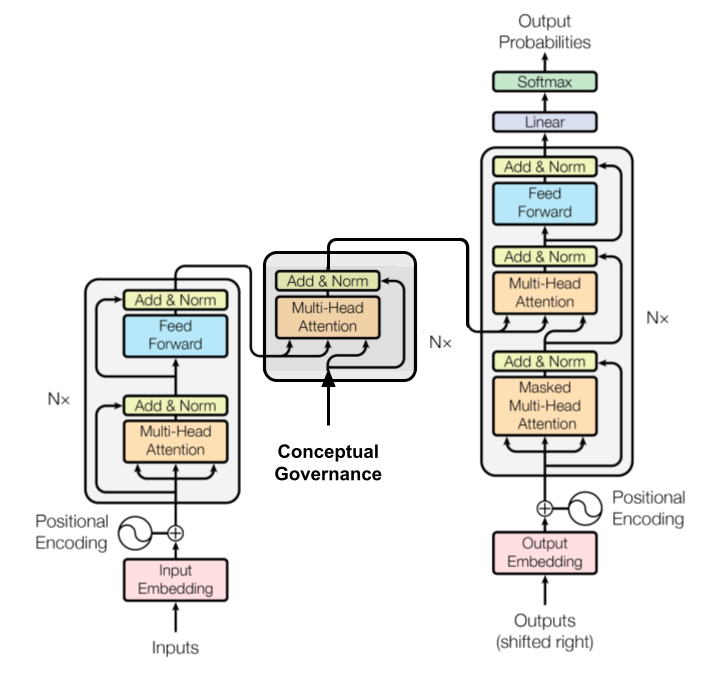 Output
Probabilities
Softmax
Linear
Add & Norm
Feed
Forward
Add & Norm
Multi-Head
Attention
Nx
Add & Norm
Masked
Multi-Head
Attention
Positional
Encoding
Output
Embedding
Outputs
(shifted right)
Add & Norm
Multi-Head
Attention
Nx
Conceptual
Governance
Add & Norm
Feed
Forward
Nx
Add & Norm
Multi-Head
Attention
Positional
Encoding
Input
Embedding
Inputs